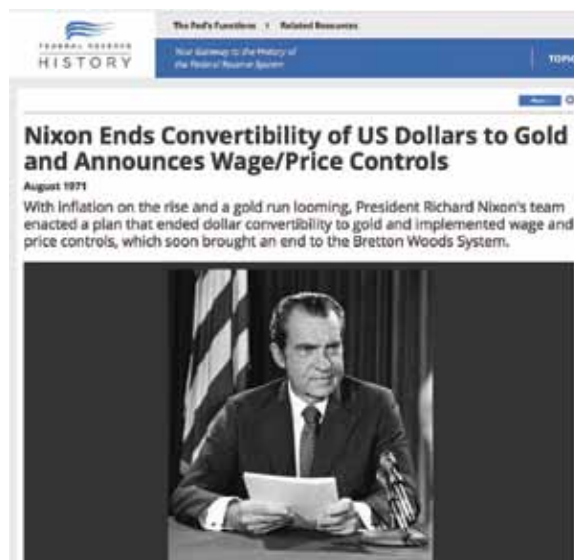 The Fed's Functions
Related Resources
FEDERAL RESERVE
HISTORY
Your Gateway to the History of
the Federal Reserve System
TOPI
Nixon Ends Convertibility of US Dollars to Gold
and Announces Wage/Price Controls
August 1971
With inflation on the rise and a gold run looming, President Richard Nixon's team
enacted a plan that ended dollar convertibility to gold and implemented wage and
price controls, which soon brought an end to the Bretton Woods System.